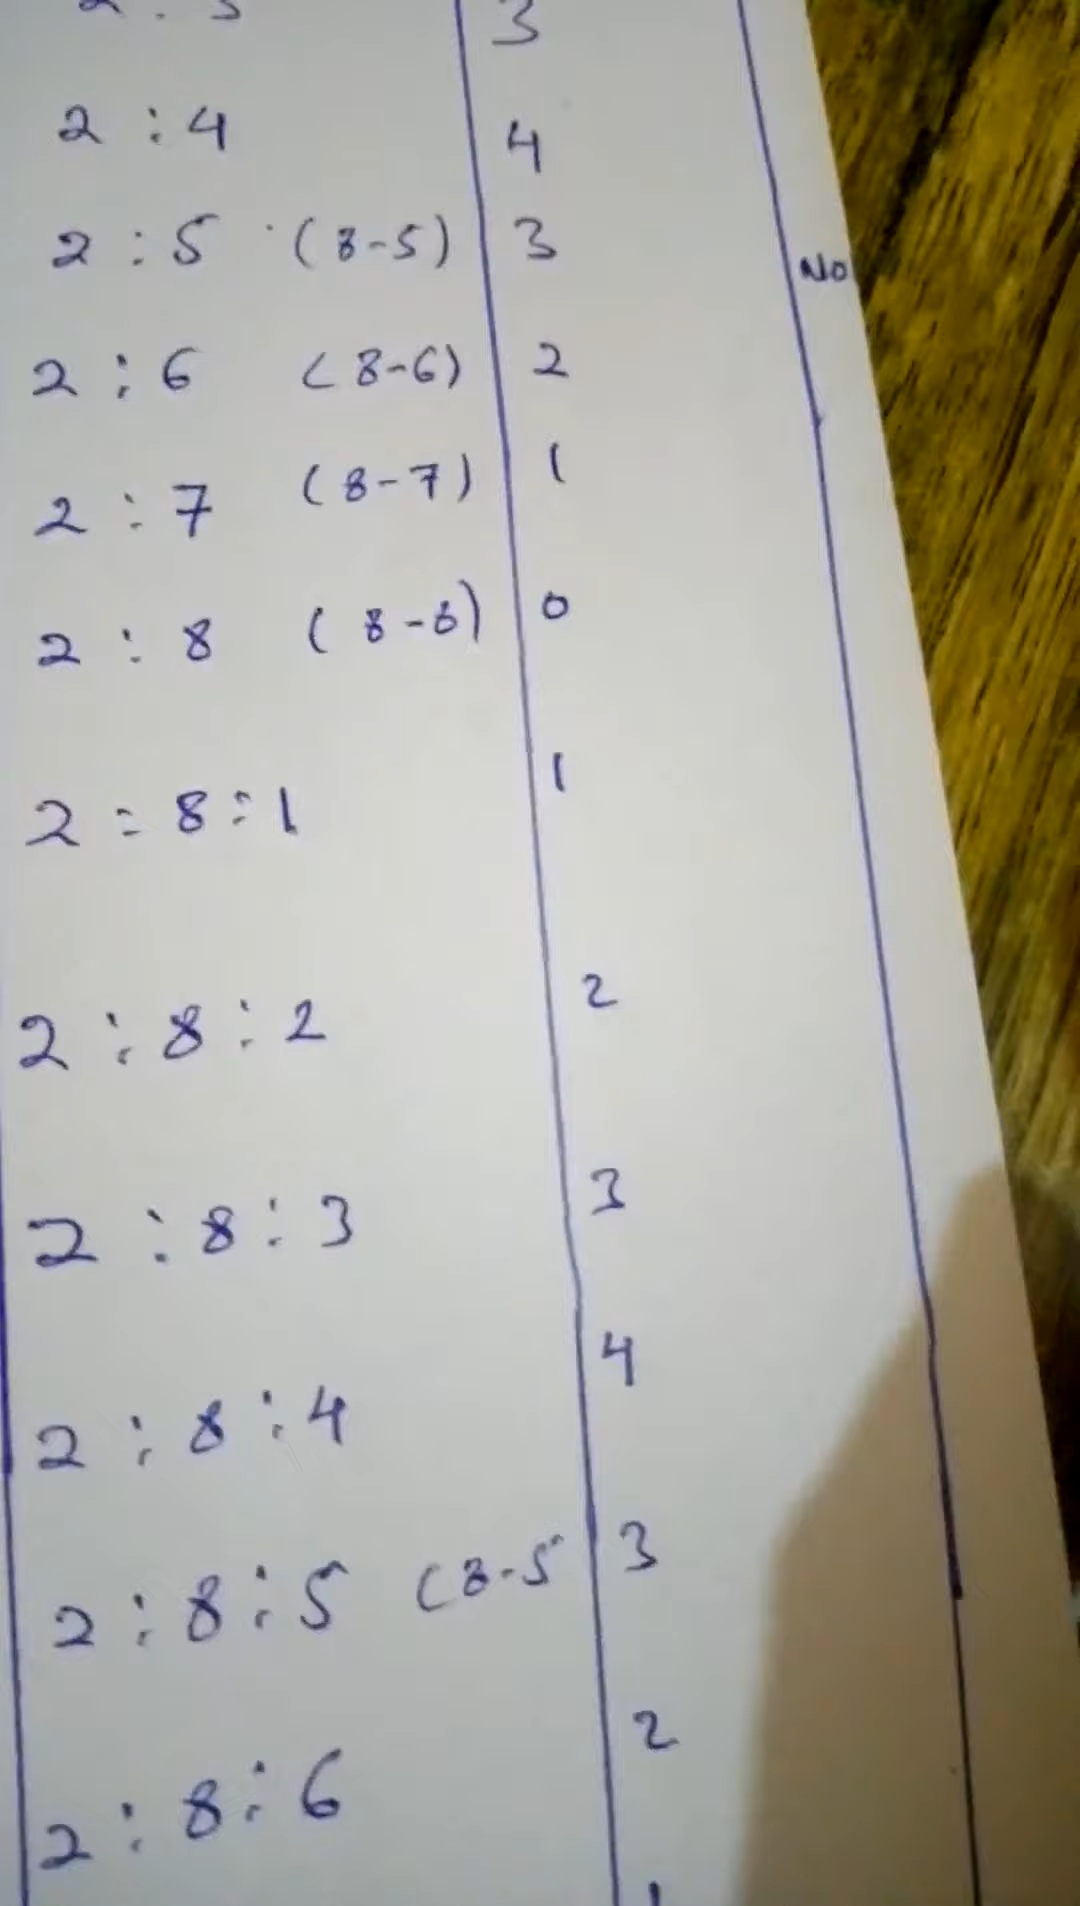 3
2 : 4 4
2 : 5 (8-5) 3 No
2 : 6 (8-6) 2
2 : 7 (8-7) 1
2 : 8 (8-8) 0
2 : 8 : 1 1
2 : 8 : 2 2
2 : 8 : 3 3
2 : 8 : 4 4
2 : 8 : 5 (8-5 3
2 : 8 : 6 2